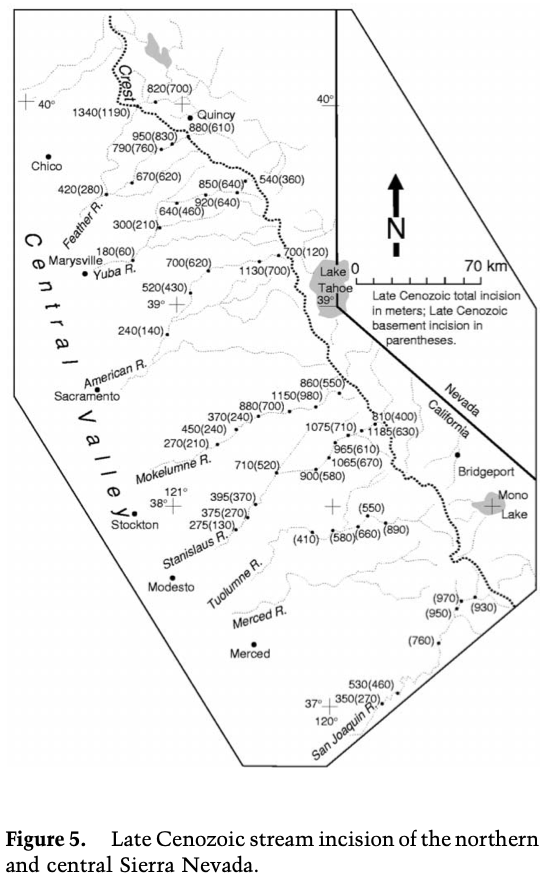 Crest
820(700)
40°
40°
1340(1190)
Quincy
880(610)
950(830)
790(760)
Chico
670(620)
850(640)
540(360)
420(280)
920(640)
640(460)
Feather R.
300(210)
N
180(60)
Marysville
Yuba R.
700(620)
700(120)
1130(700)
0
70 km
Lake
Tahoe
39°
520(430)
39°
Late Cenozoic total incision
in meters; Late Cenozoic
basement incision in
parentheses.
240(140)
Central Valley
American R.
Sacramento
860(550)
Nevada
California
1150(980)
880(700)
370(240)
810(400)
450(240)
1075(710)
1185(630)
270(210)
965(610)
1065(670)
Mokelumne R.
710(520)
900(580)
Bridgeport
121°
38°
395(370)
Mono
Lake
Stockton
375(270)
275(130)
(550)
(410)
(580)
(660)
(890)
Stanislaus R.
Modesto
Tuolumne R.
Merced R.
(970)
(950)
(930)
Merced
(760)
530(460)
350(270)
37°
120°
San Joaquin R.
Figure 5. Late Cenozoic stream incision of the northern
and central Sierra Nevada.